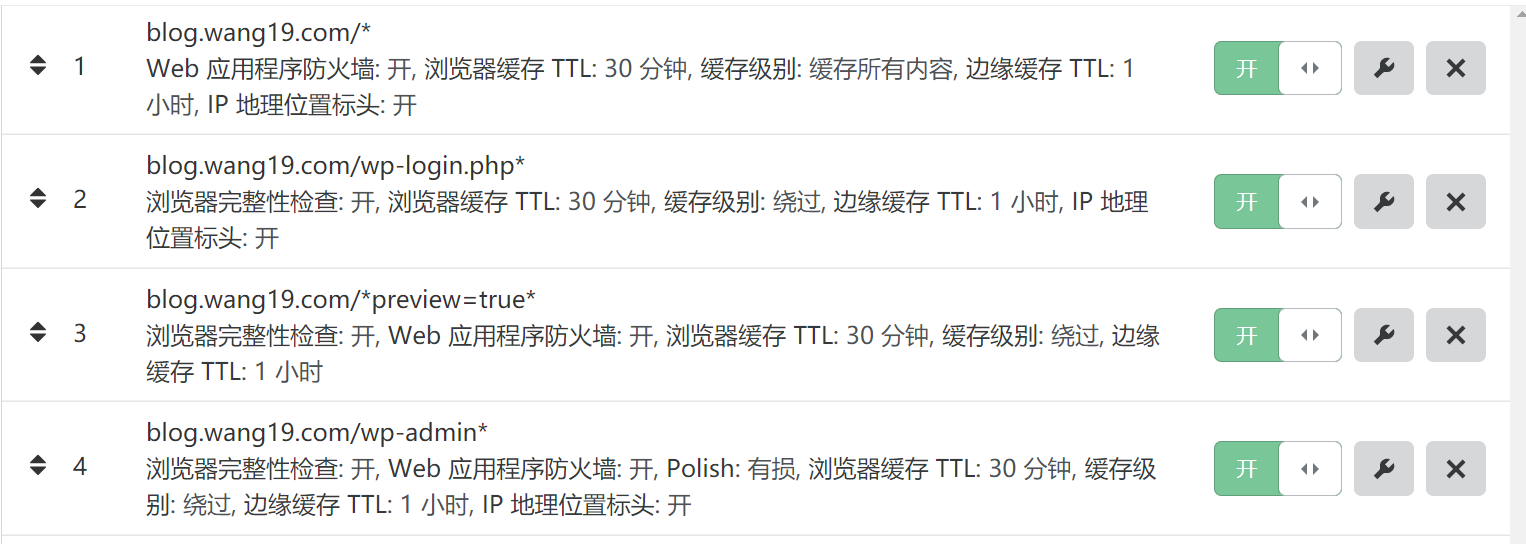 blog.wang19.com/*
1
Web 应用程序防火墙: 开, 浏览器缓存 TTL: 30 分钟, 缓存级别: 缓存所有内容, 边缘缓存 TTL: 1
小时, IP 地理位置标头: 开
开
blog.wang19.com/wp-login.php*
2
浏览器完整性检查: 开, 浏览器缓存 TTL: 30 分钟, 缓存级别: 绕过, 边缘缓存 TTL: 1 小时, IP 地理
位置标头: 开
开
blog.wang19.com/*preview=true*
3
浏览器完整性检查: 开, Web 应用程序防火墙: 开, 浏览器缓存 TTL: 30 分钟, 缓存级别: 绕过, 边缘
缓存 TTL: 1 小时
开
blog.wang19.com/wp-admin*
4
浏览器完整性检查: 开, Web 应用程序防火墙: 开, Polish: 有损, 浏览器缓存 TTL: 30 分钟, 缓存级
别: 绕过, 边缘缓存 TTL: 1 小时, IP 地理位置标头: 开
开